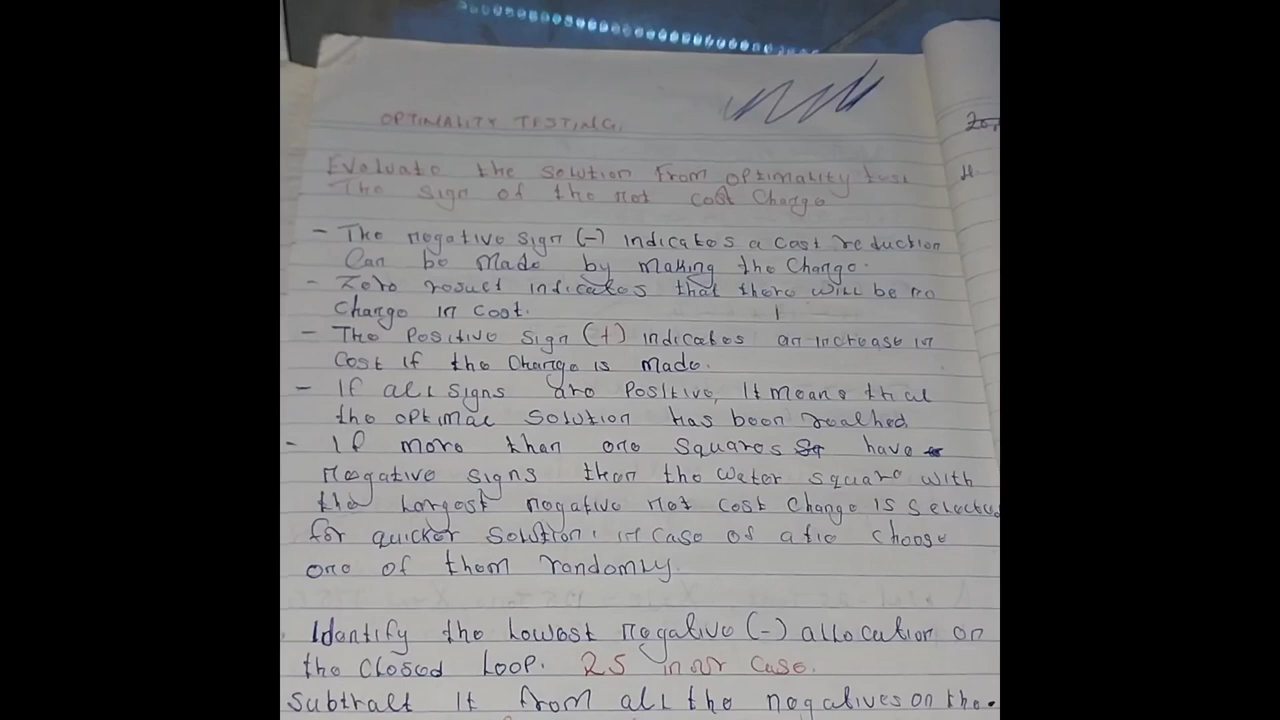 OPTIMALITY TESTING.
Evaluate the solution from optimality test
The sign of the net cost Change
- The negative sign (-) indicates a cost reduction
Can be made by making the Change.
- Zero result indicates that there will be no
Change in cost.
- The Positive sign (+) indicates an increase in
Cost if the Change is made.
- If all signs are Positive, It means that
the optimal solution has been reached
- If more than one squares have
negative signs then the water square with
the Largest negative net cost change is selected
for quicker solution. in case of a tie choose
one of them randomly.
Identify the Lowest negative (-) allocation on
the closed Loop. 25 in our case.
Subtract It from all the negatives on the.